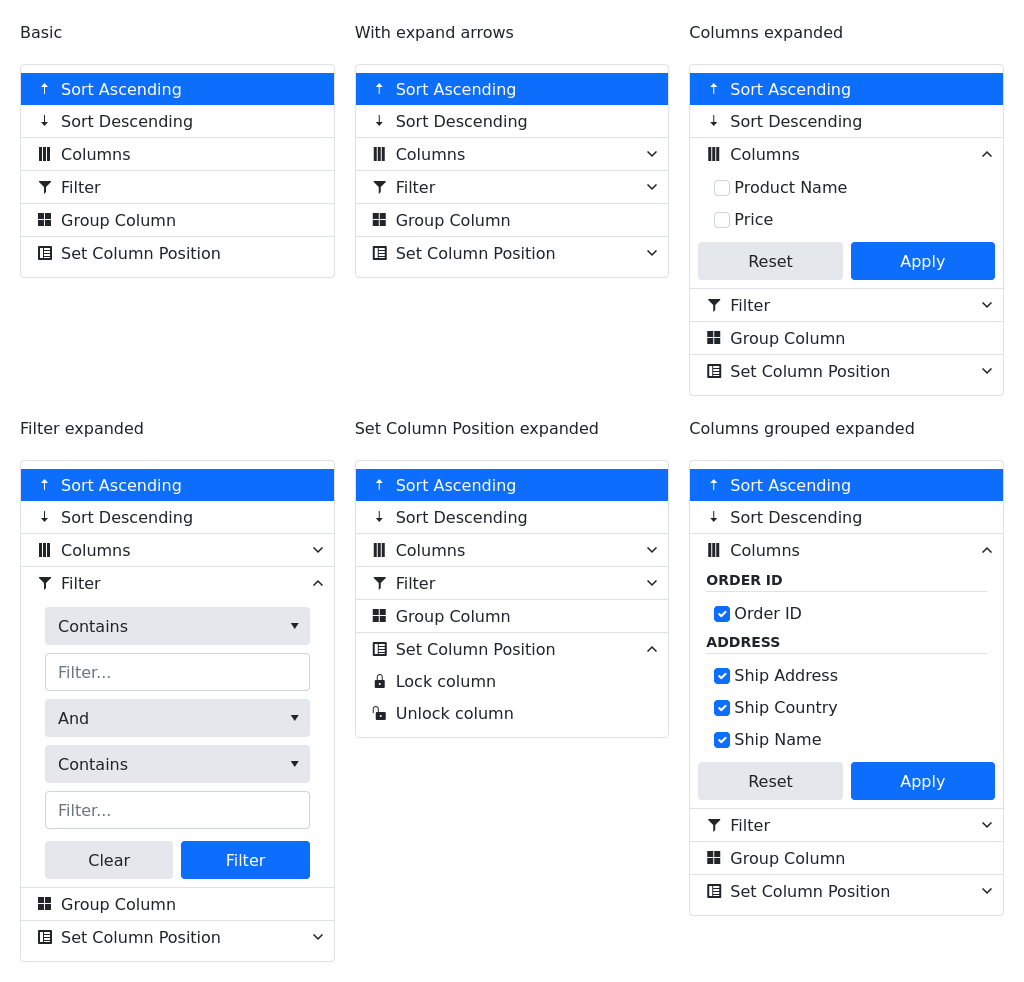 Basic
Sort Ascending
Sort Descending
Columns
Filter
Group Column
Set Column Position
With expand arrows
Sort Ascending
Sort Descending
Columns
Filter
Group Column
Set Column Position
Columns expanded
Sort Ascending
Sort Descending
Columns
Product Name
Price
Reset Apply
Filter
Group Column
Set Column Position
Filter expanded
Sort Ascending
Sort Descending
Columns
Filter
Contains
Filter...
And
Contains
Filter...
Clear Filter
Group Column
Set Column Position
Set Column Position expanded
Sort Ascending
Sort Descending
Columns
Filter
Group Column
Set Column Position
Lock column
Unlock column
Columns grouped expanded
Sort Ascending
Sort Descending
Columns
ORDER ID
Order ID
ADDRESS
Ship Address
Ship Country
Ship Name
Reset Apply
Filter
Group Column
Set Column Position